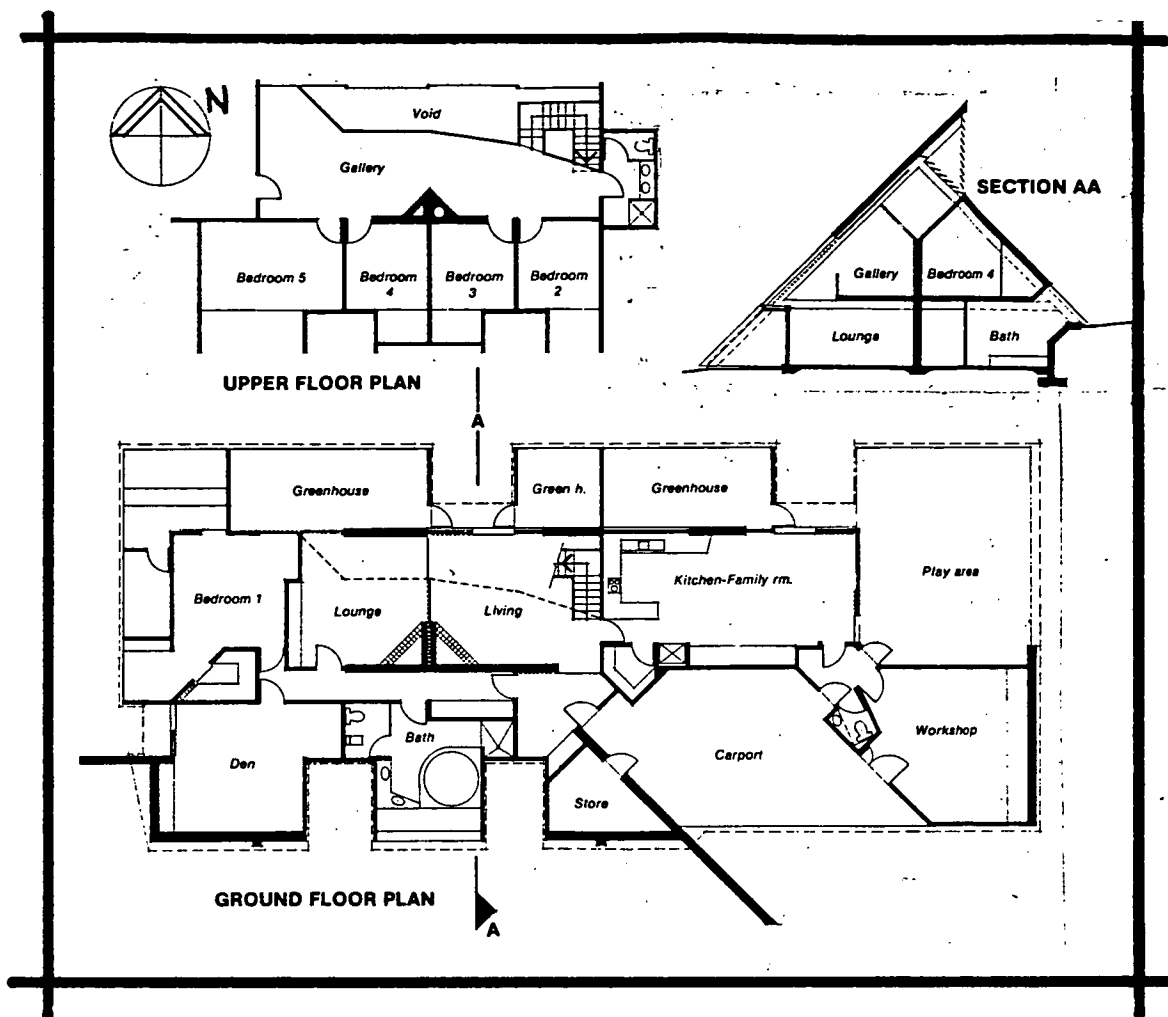 N
Void
Gallery
Bedroom 5
Bedroom
4
Bedroom
3
Bedroom
2
UPPER FLOOR PLAN
SECTION AA
Gallery
Bedroom 4
Lounge
Bath
A
Greenhouse
Green h.
Greenhouse
Bedroom 1
Lounge
Living
Kitchen-Family rm.
Play area
Den
Bath
Store
Carport
Workshop
GROUND FLOOR PLAN
A